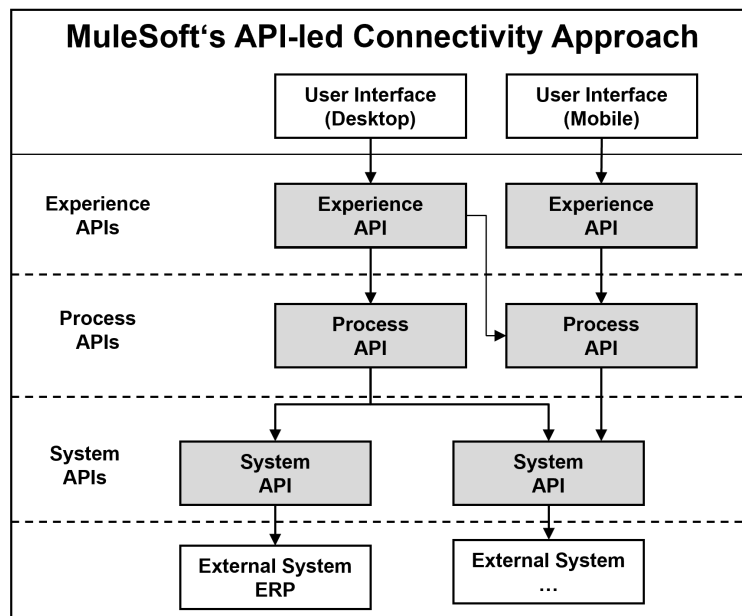 MuleSoft‘s API-led Connectivity Approach
User Interface
(Desktop)
User Interface
(Mobile)
Experience
APIs
Experience
API
Experience
API
Process
APIs
Process
API
Process
API
System
APIs
System
API
System
API
External System
ERP
External System
...